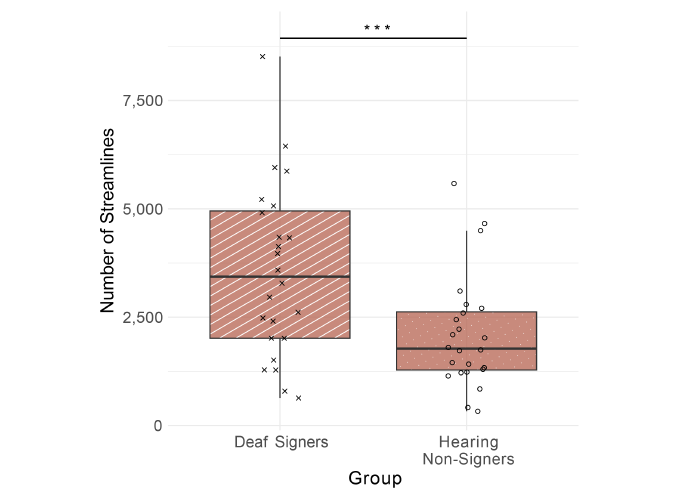 ***
7,500
5,000
2,500
0
Number of Streamlines
Deaf Signers
Hearing
Non-Signers
Group